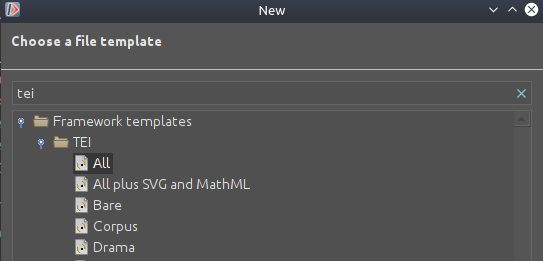 New
Choose a file template
tei
Framework templates
TEI
All
All plus SVG and MathML
Bare
Corpus
Drama